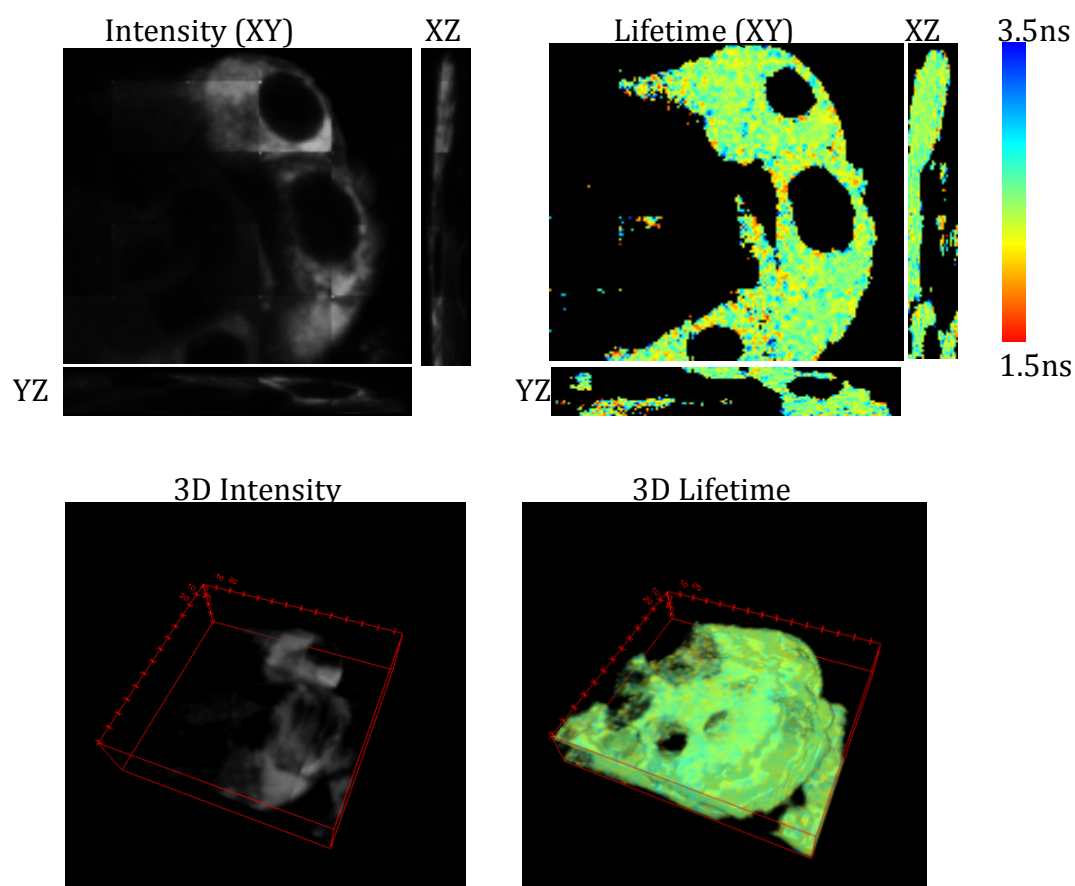 Intensity (XY)
XZ
Lifetime (XY)
XZ
3.5ns
1.5ns
YZ
YZ
3D Intensity
3D Lifetime